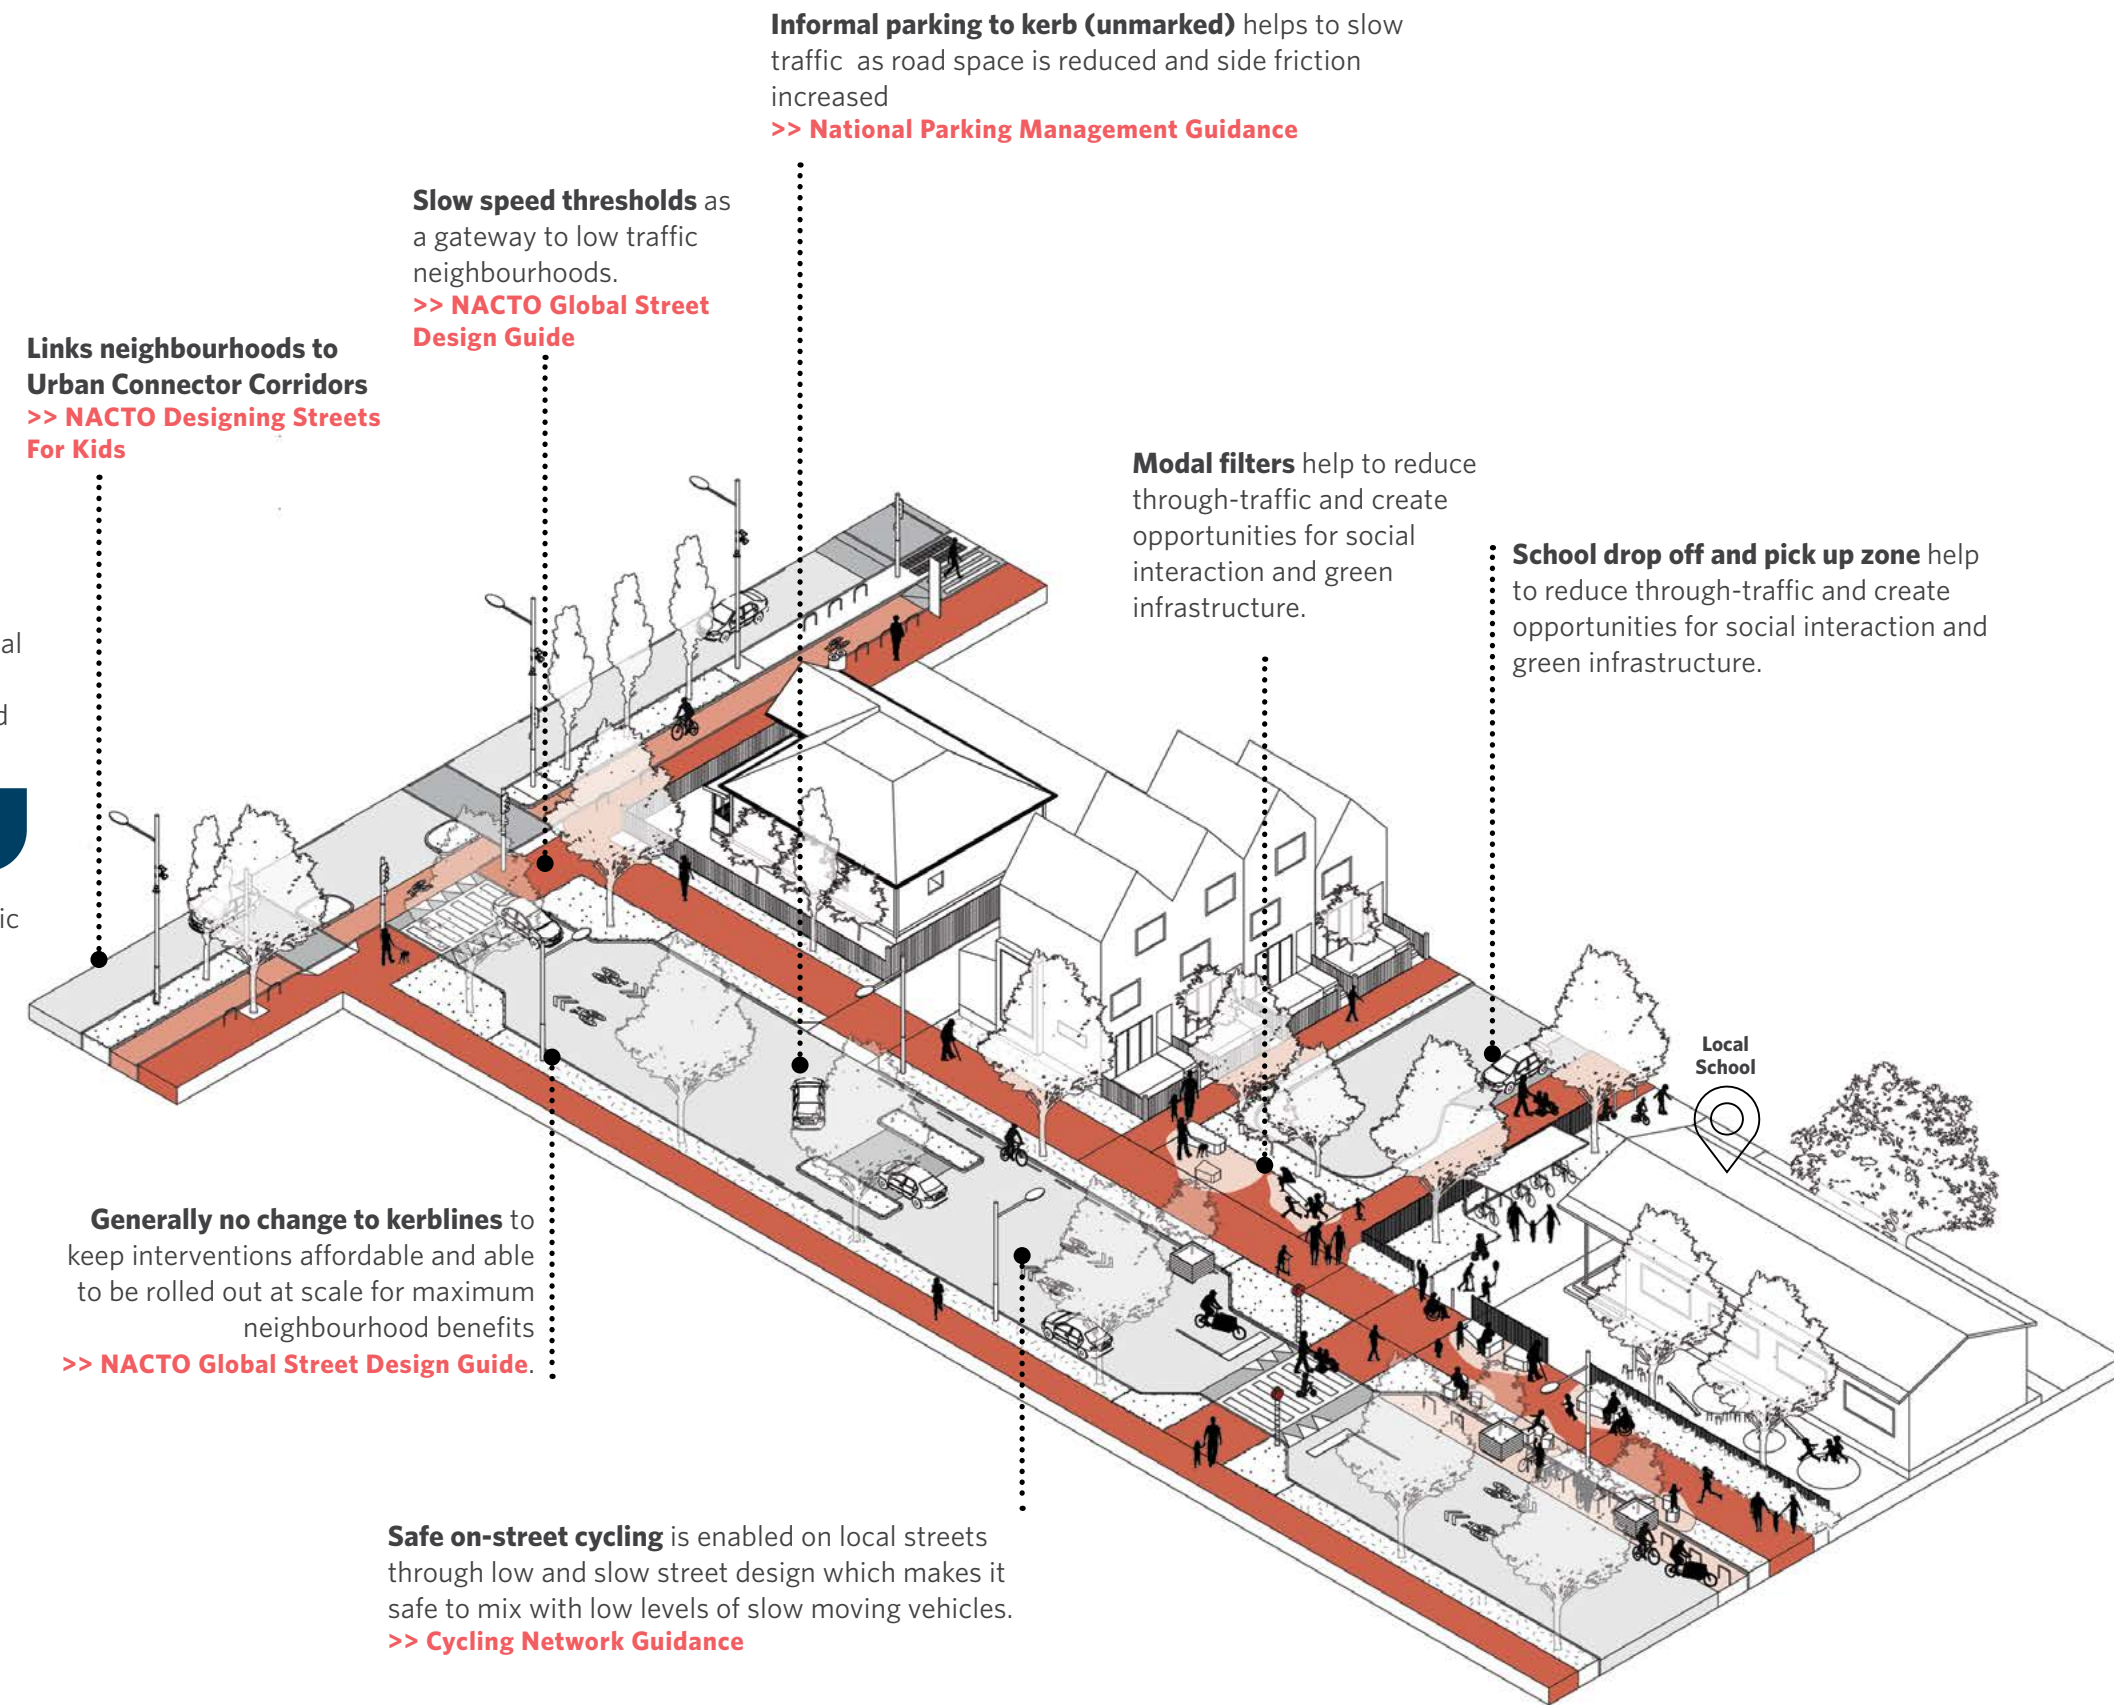 Informal parking to kerb (unmarked) helps to slow
traffic as road space is reduced and side friction
increased
>> National Parking Management Guidance
Slow speed thresholds as
a gateway to low traffic
neighbourhoods.
>> NACTO Global Street
Design Guide
Links neighbourhoods to
Urban Connector Corridors
>> NACTO Designing Streets
For Kids
Modal filters help to reduce
through-traffic and create
opportunities for social
interaction and green
infrastructure.
School drop off and pick up zone help
to reduce through-traffic and create
opportunities for social interaction and
green infrastructure.
al
d
ic
Local
School
Generally no change to kerblines to
keep interventions affordable and able
to be rolled out at scale for maximum
neighbourhood benefits
>> NACTO Global Street Design Guide.
Safe on-street cycling is enabled on local streets
through low and slow street design which makes it
safe to mix with low levels of slow moving vehicles.
>> Cycling Network Guidance